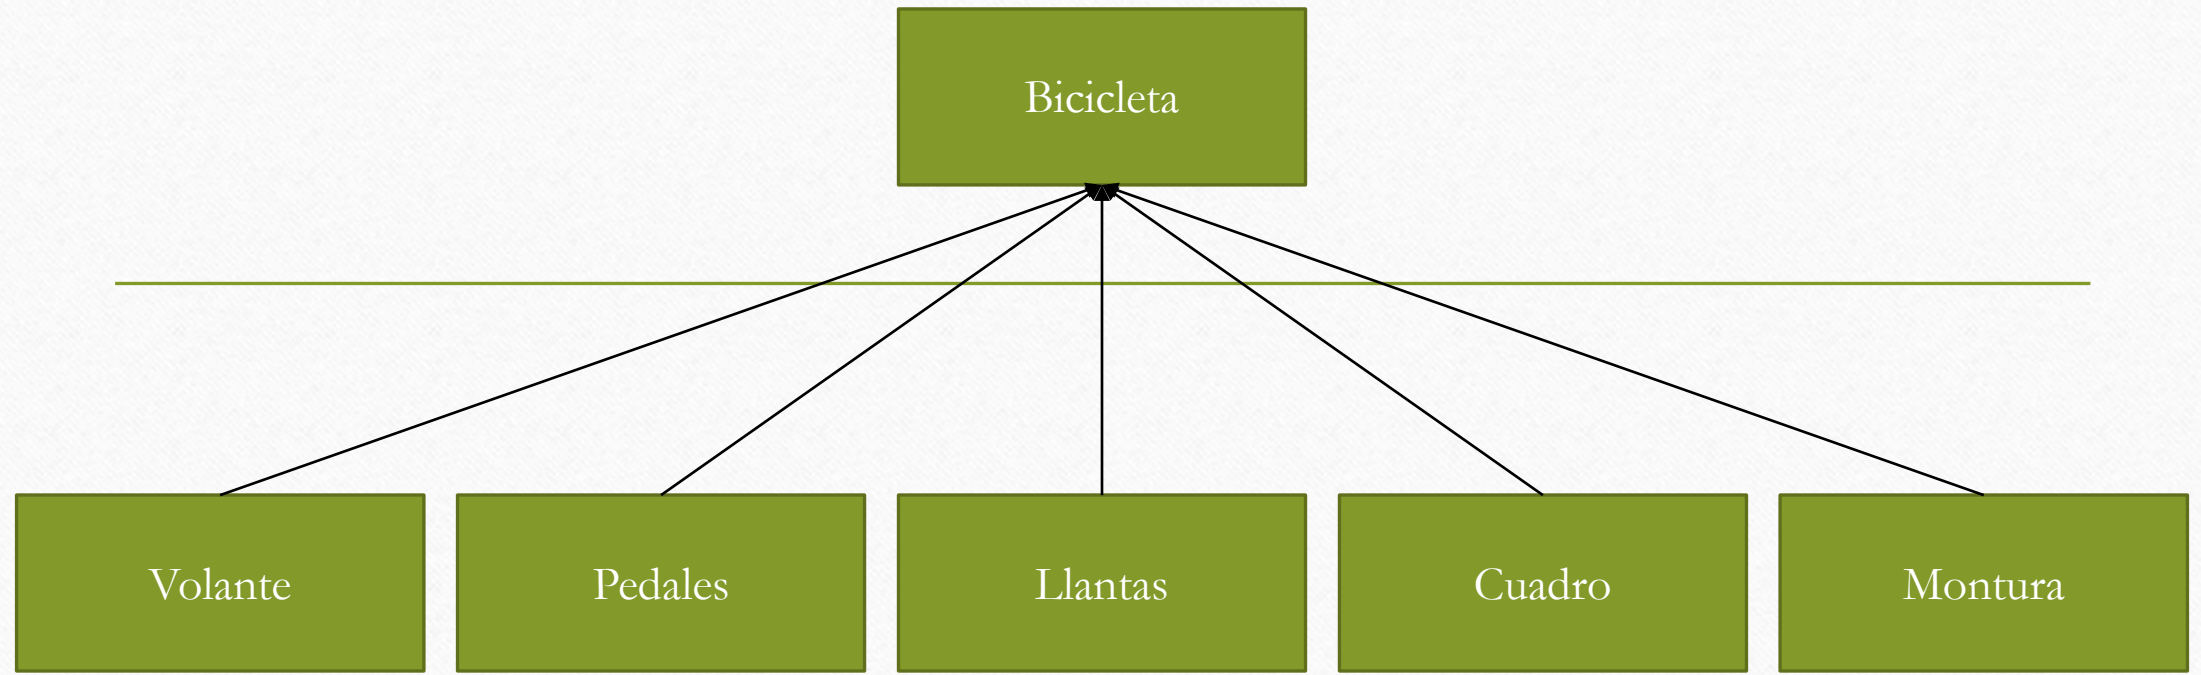 Bicicleta
Volante
Pedales
Llantas
Cuadro
Montura